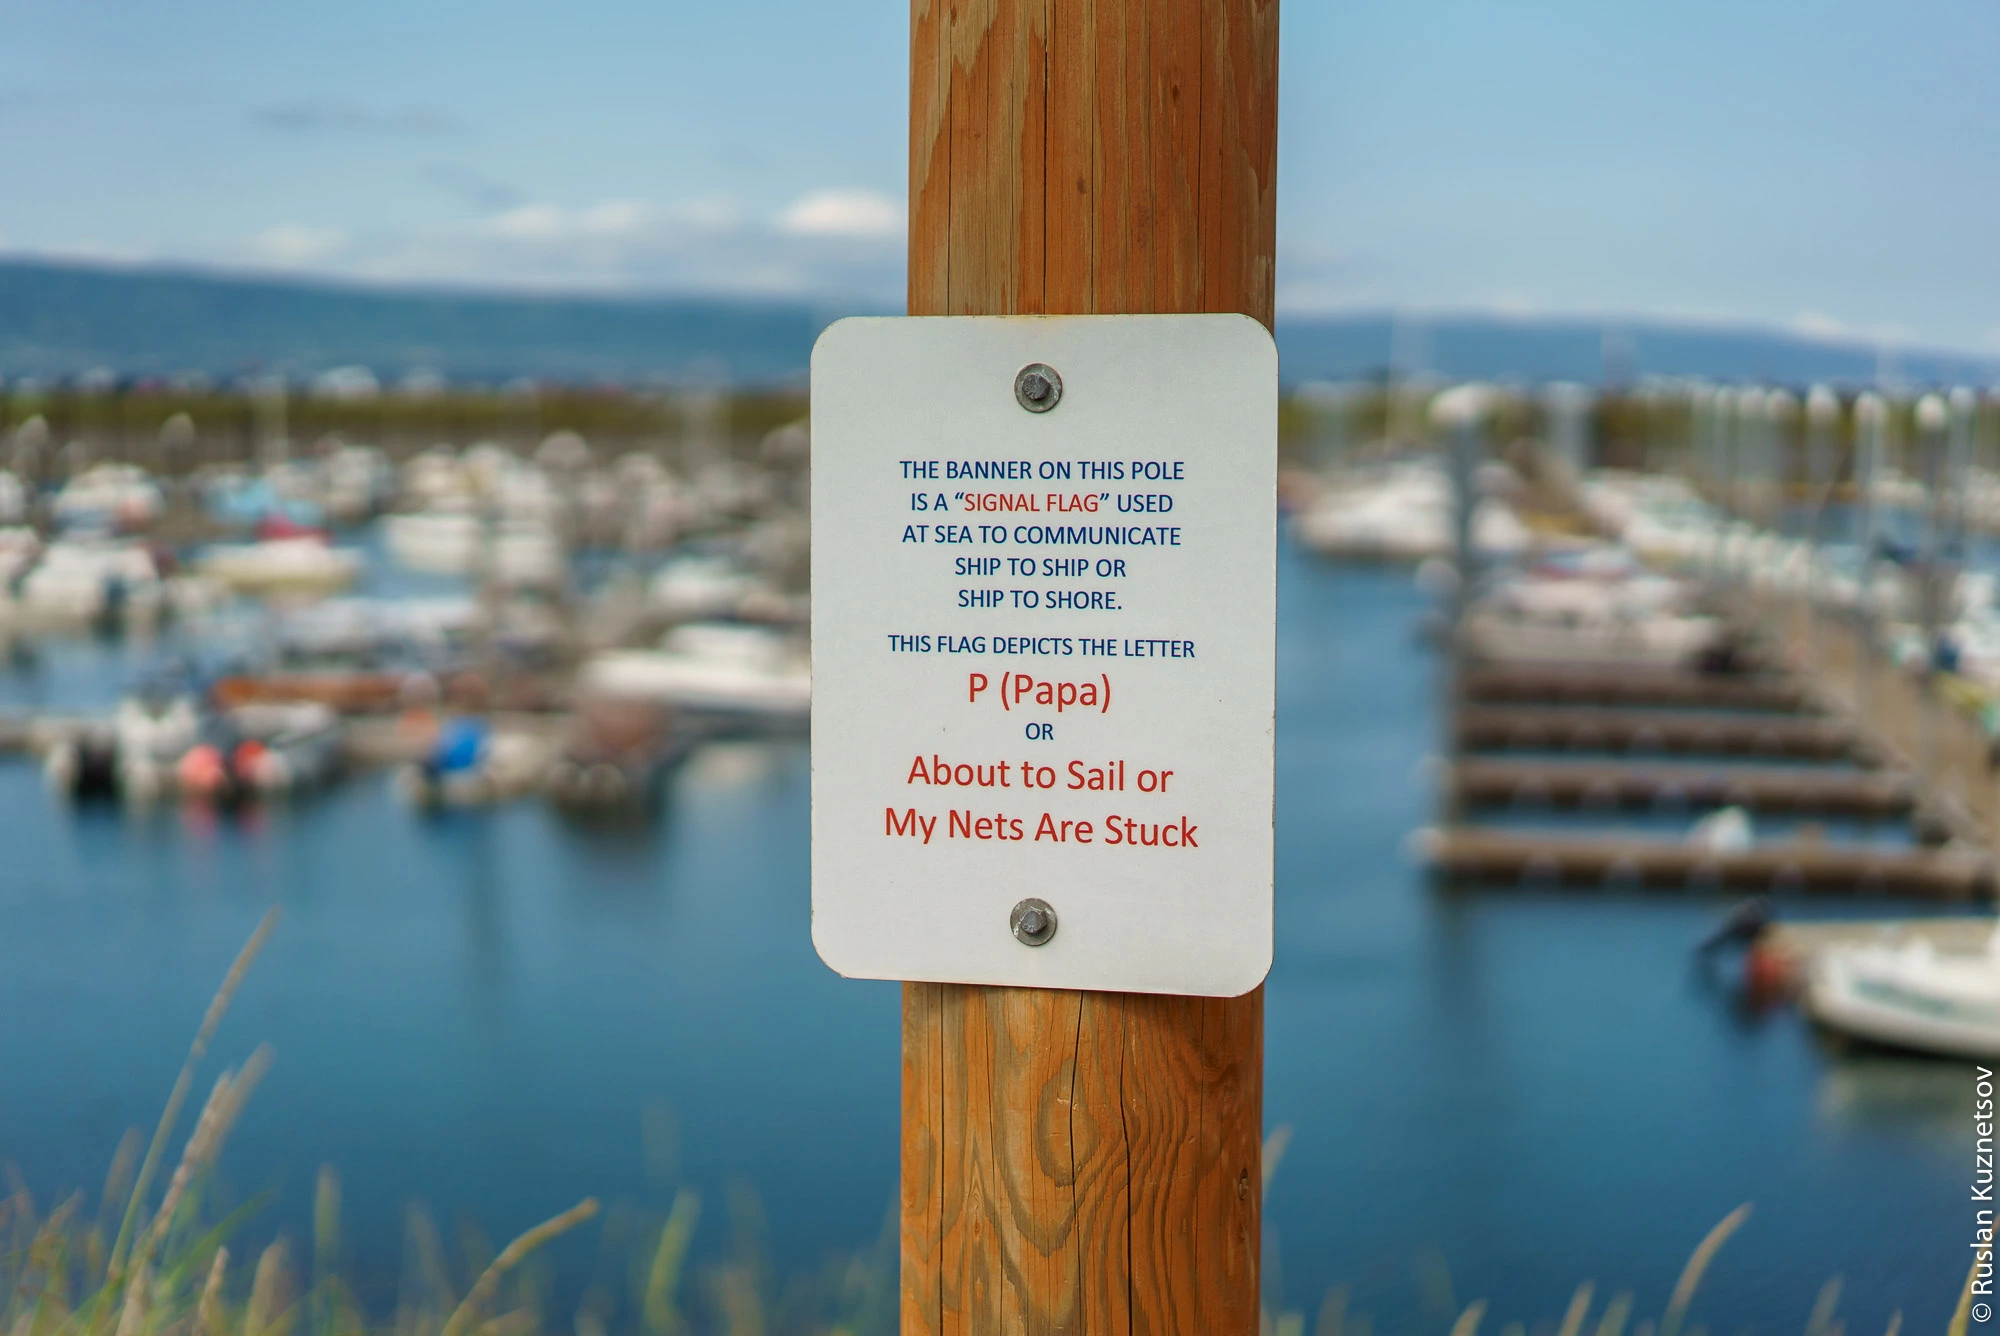 THE BANNER ON THIS POLE
IS A “SIGNAL FLAG” USED
AT SEA TO COMMUNICATE
SHIP TO SHIP OR
SHIP TO SHORE.
THIS FLAG DEPICTS THE LETTER
P (Papa)
OR
About to Sail or
My Nets Are Stuck
© Ruslan Kuznetsov